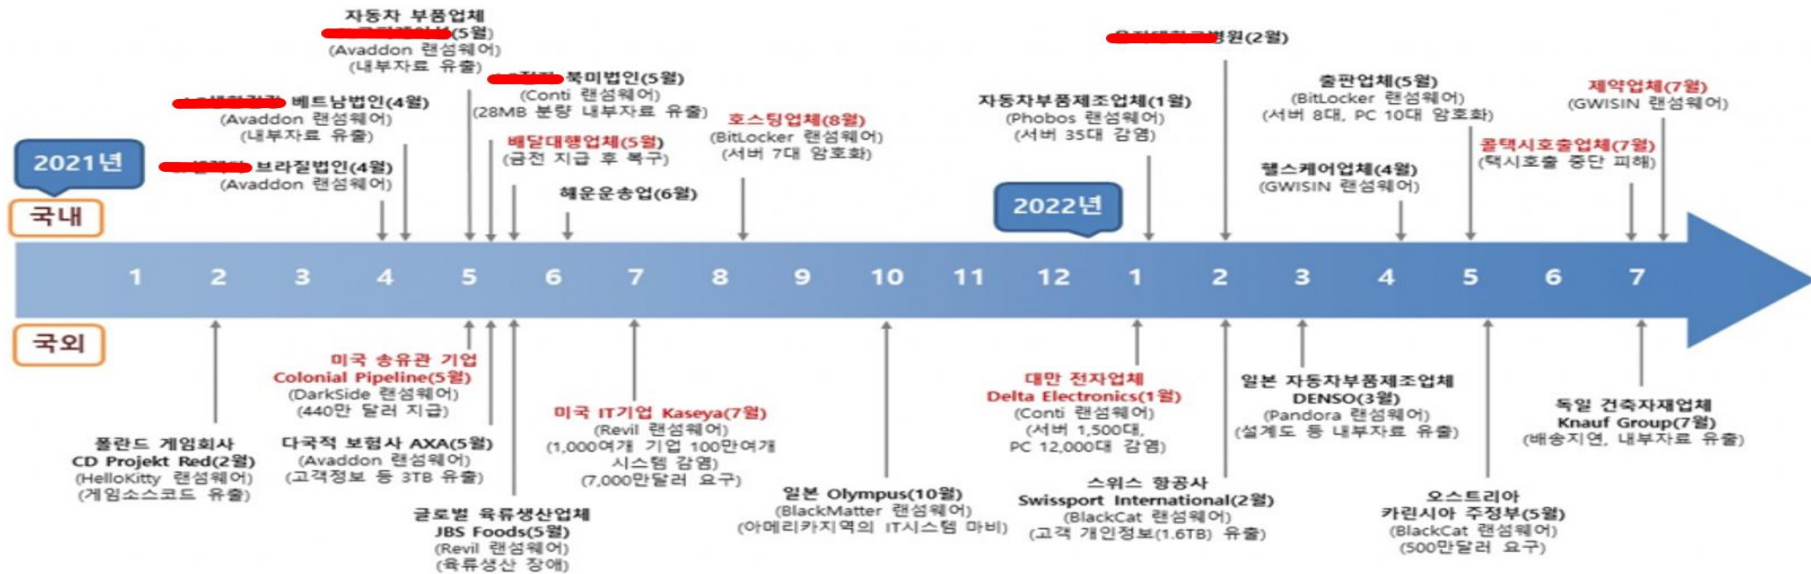 자동차 부품업체
(5월)
(Avaddon 랜섬웨어)
(내부자료 유출)
북미법인(5월)
(Conti 랜섬웨어)
(28MB 분량 내부자료 유출)
베트남법인(4월)
(Avaddon 랜섬웨어)
(내부자료 유출)
배달대행업체(5월)
(금전 지급 후 복구)
호스팅업체(8월)
(BitLocker 랜섬웨어)
(서버 7대 암호화)
브라질법인(4월)
(Avaddon 랜섬웨어)
해운운송업(6월)
병원(2월)
자동차부품제조업체(1월)
(Phobos 랜섬웨어)
(서버 35대 감염)
출판업체(5월)
(BitLocker 랜섬웨어)
(서버 8대, PC 10대 암호화)
제약업체(7월)
(GWISIN 랜섬웨어)
헬스케어업체(4월)
(GWISIN 랜섬웨어)
콜택시호출업체(7월)
(택시호출 중단 피해)
2021년
국내
2022년
1 2 3 4 5 6 7 8 9 10 11 12 1 2 3 4 5 6 7
국외
폴란드 게임회사
CD Projekt Red(2월)
(HelloKitty 랜섬웨어)
(게임소스코드 유출)
미국 송유관 기업
Colonial Pipeline(5월)
(DarkSide 랜섬웨어)
(440만 달러 지급)
다국적 보험사 AXA(5월)
(Avaddon 랜섬웨어)
(고객정보 등 3TB 유출)
글로벌 육류생산업체
JBS Foods(5월)
(Revil 랜섬웨어)
(육류생산 장애)
미국 IT기업 Kaseya(7월)
(Revil 랜섬웨어)
(1,000여개 기업 100만여개
시스템 감염)
(7,000만달러 요구)
일본 Olympus(10월)
(BlackMatter 랜섬웨어)
(아메리카지역의 IT시스템 마비)
대만 전자업체
Delta Electronics(1월)
(Conti 랜섬웨어)
(서버 1,500대,
PC 12,000대 감염)
스위스 항공사
Swissport International(2월)
(BlackCat 랜섬웨어)
(고객 개인정보(1.6TB) 유출)
일본 자동차부품제조업체
DENSO(3월)
(Pandora 랜섬웨어)
(설계도 등 내부자료 유출)
오스트리아
카린시아 주정부(5월)
(BlackCat 랜섬웨어)
(500만달러 요구)
독일 건축자재업체
Knauf Group(7월)
(배송지연, 내부자료 유출)